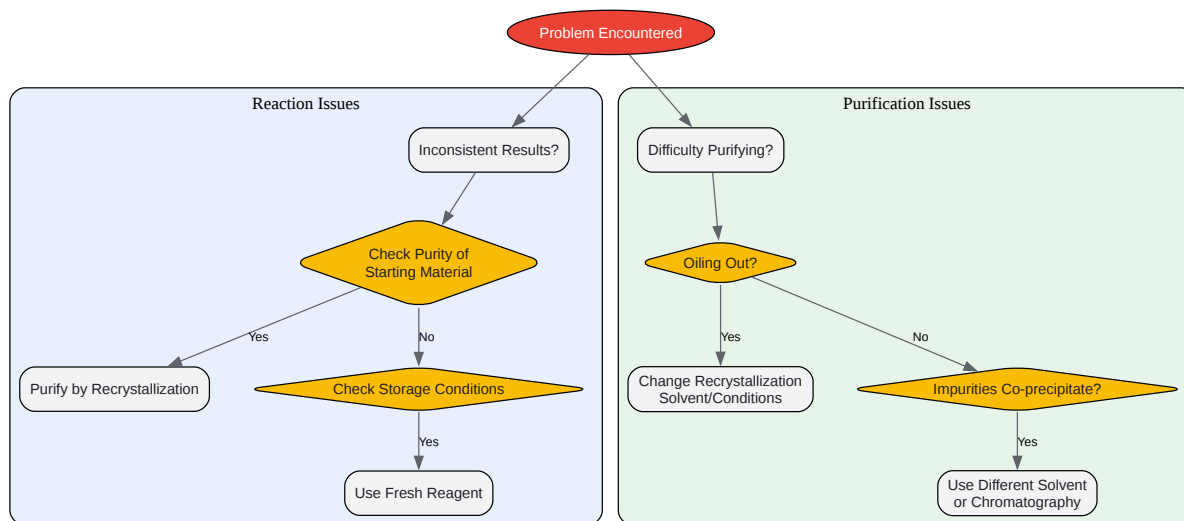 Problem Encountered
Reaction Issues
Inconsistent Results?
Check Purity of
Starting Material
Yes
No
Purify by Recrystallization
Check Storage Conditions
Yes
Use Fresh Reagent
Purification Issues
Difficulty Purifying?
Oiling Out?
Yes
No
Change Recrystallization
Solvent/Conditions
Impurities Co-precipitate?
Yes
Use Different Solvent
or Chromatography